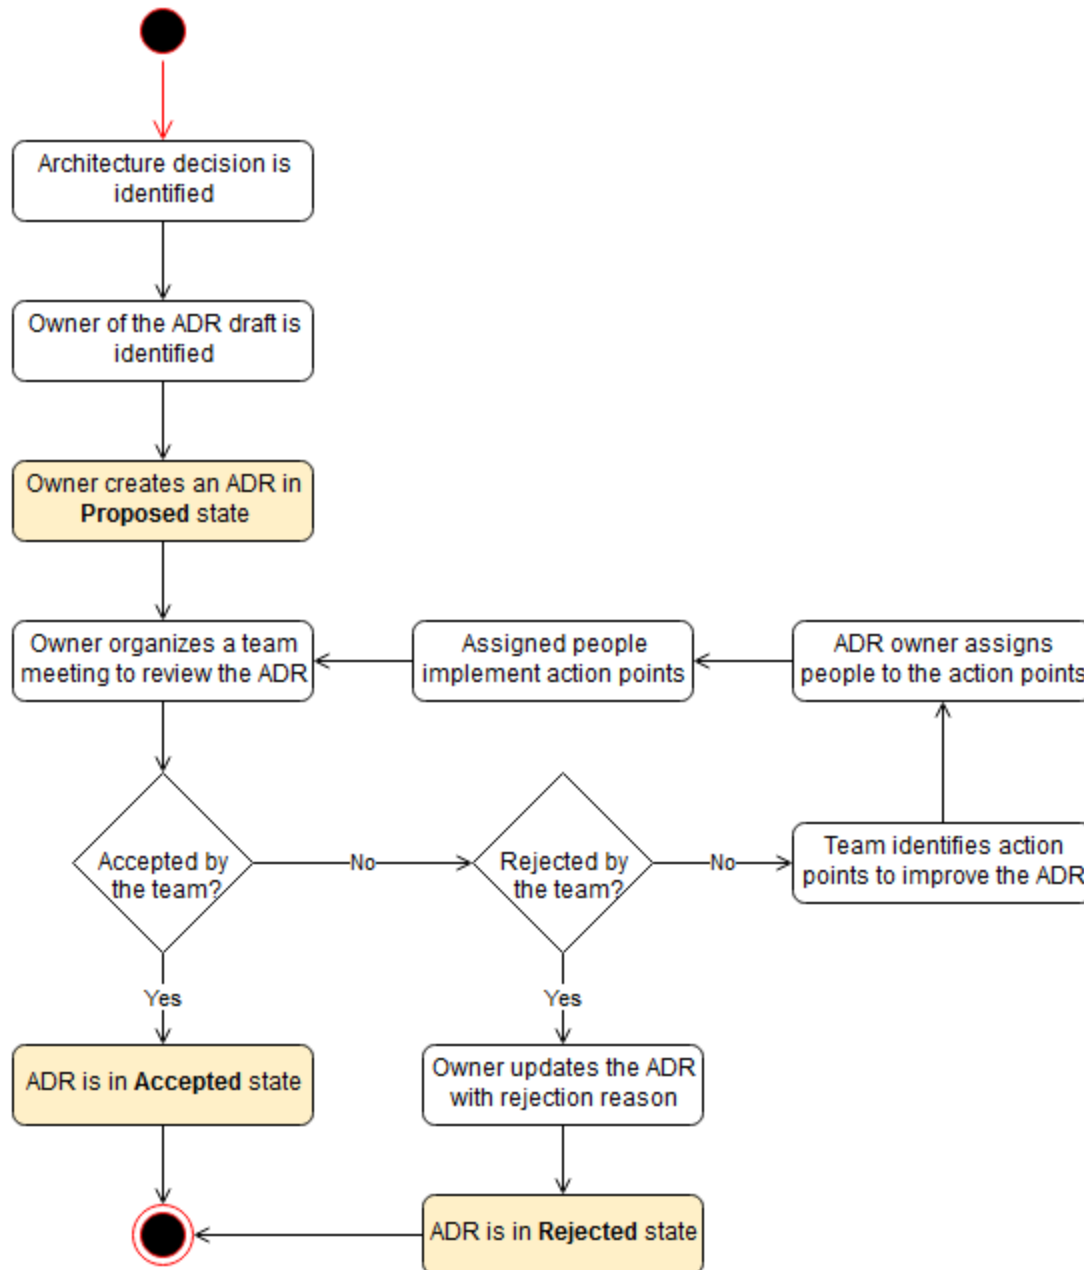 Architecture decision is
identified
Owner of the ADR draft is
identified
Owner creates an ADR in
Proposed state
Owner organizes a team
meeting to review the ADR
Assigned people
implement action points
ADR owner assigns
people to the action points
Accepted by
the team?
No
Rejected by
the team?
No
Team identifies action
points to improve the ADR
Yes
Yes
ADR is in Accepted state
Owner updates the ADR
with rejection reason
ADR is in Rejected state